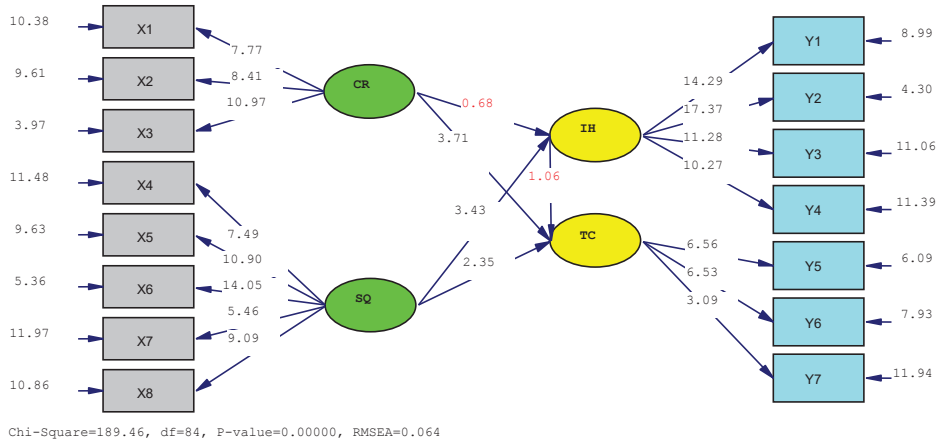 10.38 X1 7.77
9.61 X2 8.41
3.97 X3 10.97
11.48 X4 7.49
9.63 X5 10.90
5.36 X6 14.05
11.97 X7 5.46
10.86 X8 9.09
CR
SQ
0.68
3.71
3.43
2.35
1.06
IH
TC
14.29 Y1 8.99
17.37 Y2 4.30
11.28 Y3 11.06
10.27 Y4 11.39
6.56 Y5 6.09
6.53 Y6 7.93
3.09 Y7 11.94
Chi-Square=189.46, df=84, P-value=0.00000, RMSEA=0.064